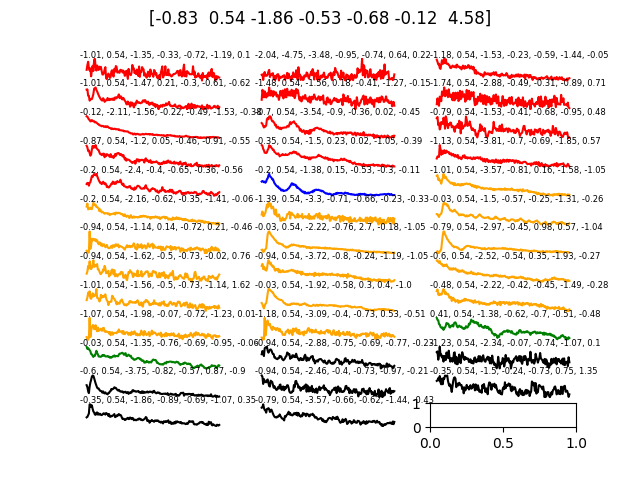 [-0.83 0.54 -1.86 -0.53 -0.68 -0.12 4.58]
-1.01, 0.54, -1.35, -0.33, -0.72, -1.19, 0.1 -2.04, -4.75, -3.48, -0.95, -0.74, 0.64, 0.22 -1.18, 0.54, -1.53, -0.23, -0.59, -1.44, -0.05
-1.01, 0.54, -1.47, 0.21, -0.3, -0.61, -0.62 -1.48, 0.54, -1.56, 0.18, -0.41, -1.27, -0.15 -1.74, 0.54, -2.88, -0.49, -0.31, -0.89, 0.71
-0.12, -2.11, -1.56, -0.22, -0.49, -1.53, -0.38 -0.7, 0.54, -3.54, -0.9, -0.36, 0.02, -0.45 -0.79, 0.54, -1.53, -0.41, -0.68, -0.95, 0.48
-0.87, 0.54, -1.2, 0.05, -0.46, -0.91, -0.55 -0.35, 0.54, -1.5, 0.23, 0.02, -1.05, -0.39 -1.13, 0.54, -3.81, -0.7, -0.69, -1.85, 0.57
-0.2, 0.54, -2.4, -0.4, -0.65, -0.36, -0.56 -0.2, 0.54, -1.38, 0.15, -0.53, -0.3, -0.11 -1.01, 0.54, -3.57, -0.81, 0.16, -1.58, -1.05
-0.2, 0.54, -2.16, -0.62, -0.35, -1.41, -0.06 -1.39, 0.54, -3.3, -0.71, -0.66, -0.23, -0.33 -0.03, 0.54, -1.5, -0.57, -0.25, -1.31, -0.26
-0.94, 0.54, -1.14, 0.14, -0.72, 0.21, -0.46 -0.03, 0.54, -2.22, -0.76, 2.7, -0.18, -1.05 -0.79, 0.54, -2.97, -0.45, 0.98, 0.57, -1.04
-0.94, 0.54, -1.62, -0.5, -0.73, -0.02, 0.76 -0.03, 0.54, -3.72, -0.8, -0.24, -1.19, -1.05 -0.6, 0.54, -2.52, -0.54, 0.35, -1.93, -0.27
-1.01, 0.54, -1.56, -0.5, -0.73, -1.14, 1.62 -0.03, 0.54, -1.92, -0.58, 0.3, 0.4, -1.0 -0.48, 0.54, -2.22, -0.42, -0.45, -1.49, -0.28
-1.07, 0.54, -1.98, -0.07, -0.72, -1.23, 0.01 -1.18, 0.54, -3.09, -0.4, -0.73, 0.53, -0.51 0.41, 0.54, -1.38, -0.62, -0.7, -0.51, -0.48
-0.03, 0.54, -1.35, -0.76, -0.69, -0.95, -0.06 -0.94, 0.54, -2.88, -0.75, -0.69, -0.77, -0.23 -1.23, 0.54, -2.34, -0.07, -0.74, -1.07, 0.1
-0.6, 0.54, -3.75, -0.82, -0.37, 0.87, -0.9 -0.94, 0.54, -2.46, -0.4, -0.73, -0.97, -0.21 -0.35, 0.54, -1.5, -0.24, -0.73, 0.75, 1.35
-0.35, 0.54, -1.86, -0.89, -0.69, -1.07, 0.35 -0.79, 0.54, -3.57, -0.66, -0.62, -1.44, -0.43
1
0
0.0 0.5 1.0